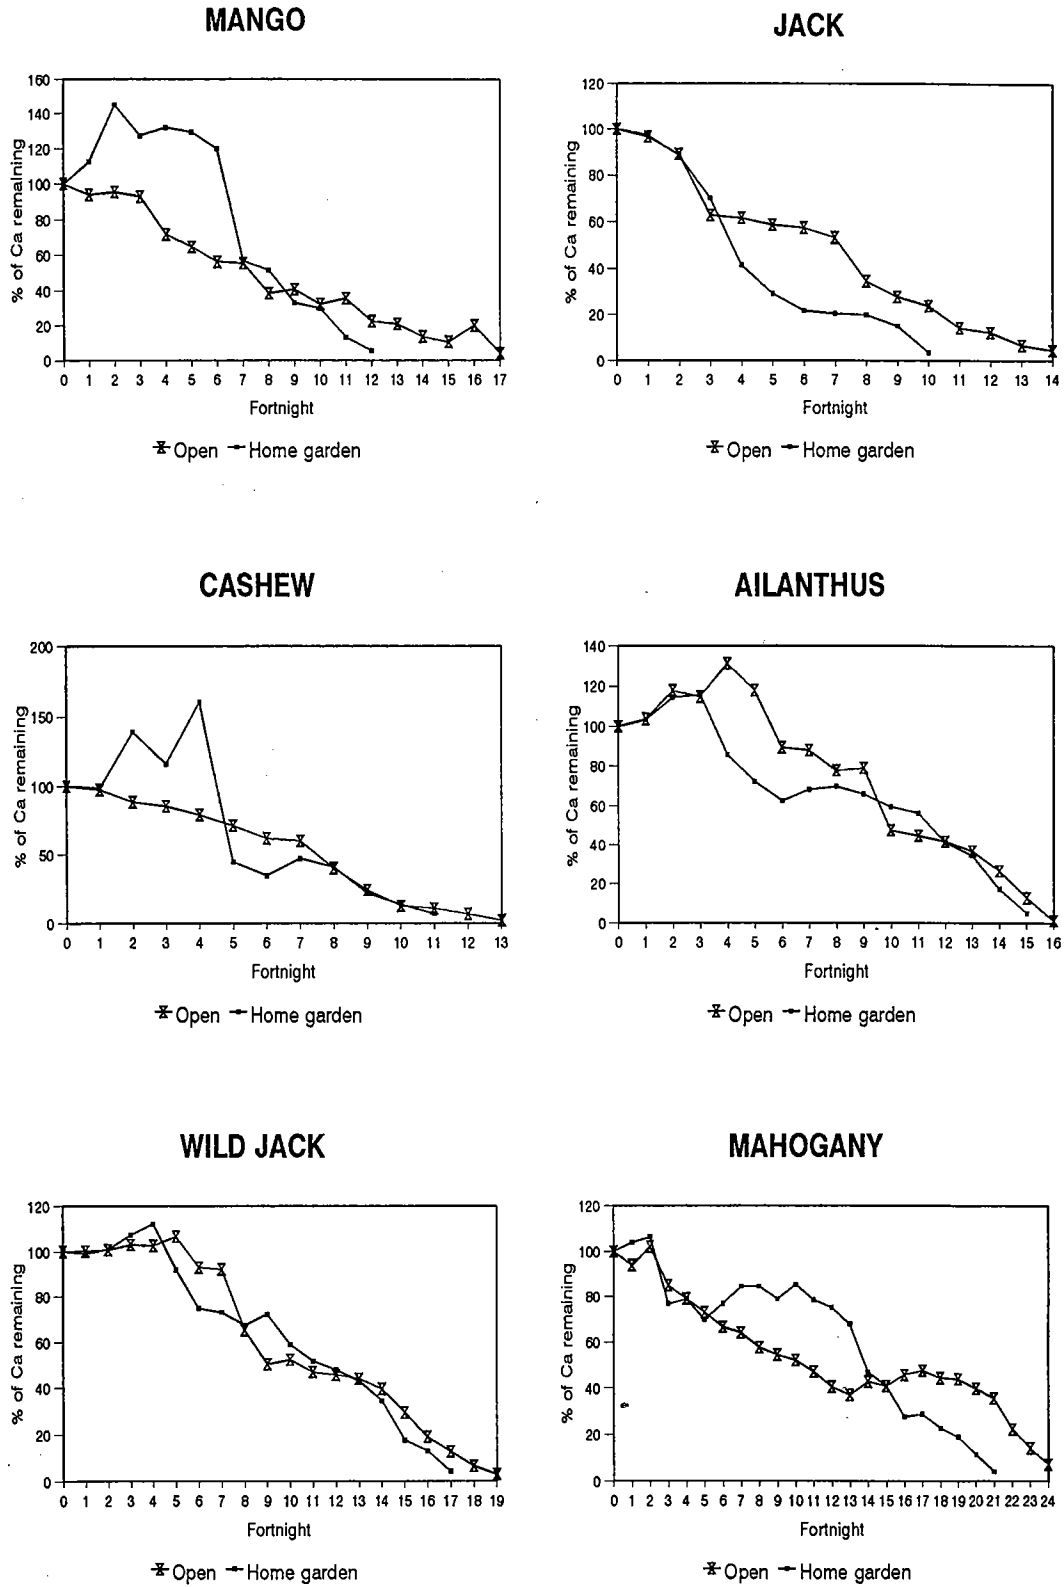 MANGO
% of Ca remaining
160
140
120
100
80
60
40
20
0
0 1 2 3 4 5 6 7 8 9 10 11 12 13 14 15 16 17
Fortnight
Open Home garden
JACK
% of Ca remaining
120
100
80
60
40
20
0
0 1 2 3 4 5 6 7 8 9 10 11 12 13 14
Fortnight
Open Home garden
CASHEW
% of Ca remaining
200
150
100
50
0
0 1 2 3 4 5 6 7 8 9 10 11 12 13
Fortnight
Open Home garden
AILANTHUS
% of Ca remaining
140
120
100
80
60
40
20
0
0 1 2 3 4 5 6 7 8 9 10 11 12 13 14 15 16
Fortnight
Open Home garden
WILD JACK
% of Ca remaining
120
100
80
60
40
20
0
0 1 2 3 4 5 6 7 8 9 10 11 12 13 14 15 16 17 18 19
Fortnight
Open Home garden
MAHOGANY
% of Ca remaining
120
100
80
60
40
20
0
0 1 2 3 4 5 6 7 8 9 10 11 12 13 14 15 16 17 18 19 20 21 22 23 24
Fortnight
Open Home garden